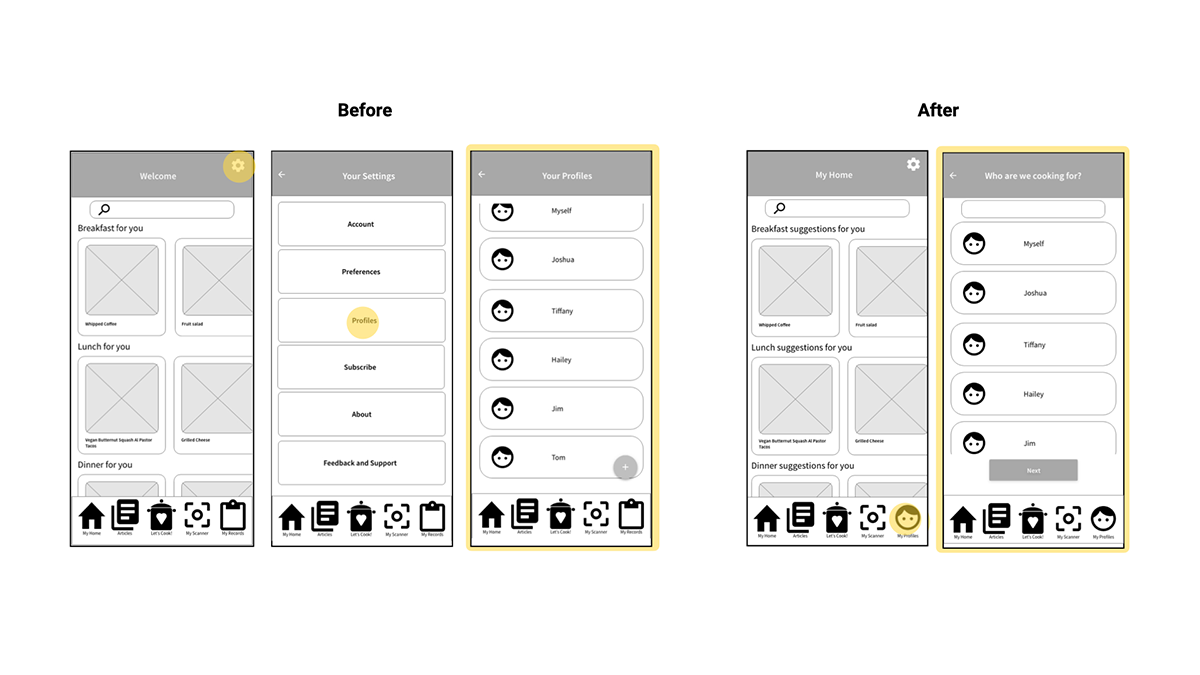 Before
After
Welcome
Breakfast for you
Whipped Coffee
Fruit salad
Lunch for you
Vegan Butternut Squash Al Pastor
Tacos
Grilled Cheese
Dinner for you
My Home
Articles
Let's Cook!
My Scanner
My Records
Your Settings
Account
Preferences
Profiles
Subscribe
About
Feedback and Support
My Home
Articles
Let's Cook!
My Scanner
My Records
Your Profiles
Myself
Joshua
Tiffany
Hailey
Jim
Tom
+
My Home
Articles
Let's Cook!
My Scanner
My Records
My Home
Breakfast suggestions for you
Whipped Coffee
Fruit salad
Lunch suggestions for you
Vegan Butternut Squash Al Pastor
Tacos
Grilled Cheese
Dinner suggestions for you
My Home
Articles
Let's Cook!
My Scanner
My Profiles
Who are we cooking for?
Myself
Joshua
Tiffany
Hailey
Jim
Next
My Home
Articles
Let's Cook!
My Scanner
My Profiles